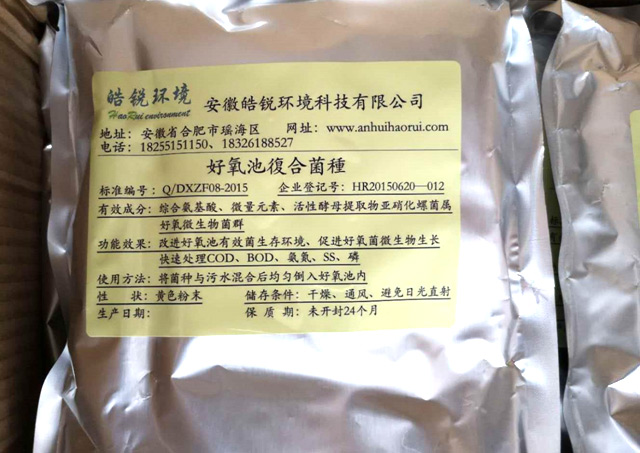 皓锐环境
HaoRui environment
安徽皓锐环境科技有限公司
地址：安徽省合肥市瑶海区 网址：www.anhuihaorui.com
电话：18255151150、18326188527
好氧池復合菌種
标准编号：Q/DXZF08-2015 企业登记号：HR20150620—012
有效成分：综合氨基酸、微量元素、活性酵母提取物亚硝化螺菌属
好氧微生物菌群
功能效果：改进好氧池有效菌生存环境、促进好氧菌微生物生长
快速处理COD、BOD、氨氮、SS、磷
使用方法：将菌种与污水混合后均匀倒入好氧池内
性 状：黄色粉末 储存条件：干燥、通风、避免日光直射
生产日期： 保 质 期：未开封24个月